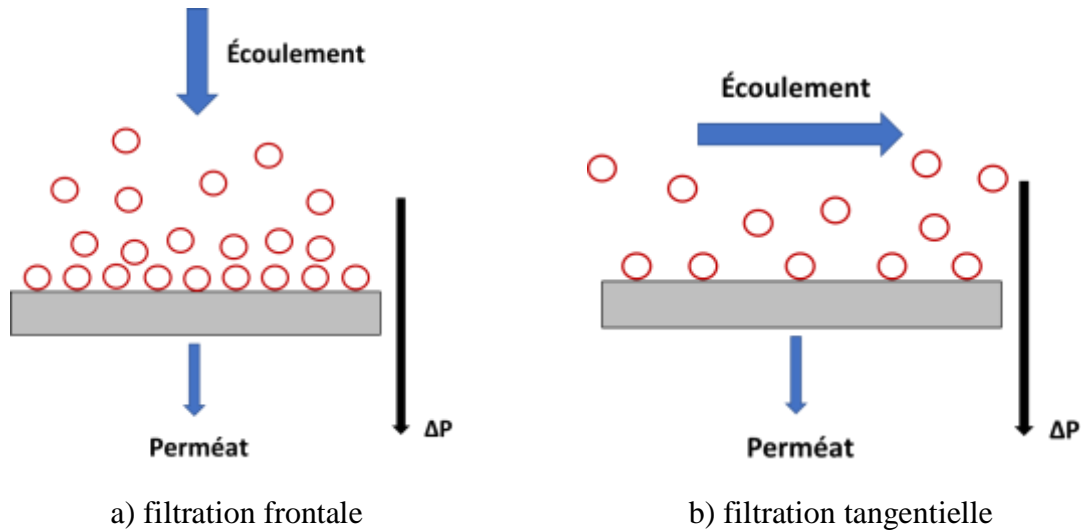 Écoulement
Perméat
ΔP
a) filtration frontale
Écoulement
Perméat
ΔP
b) filtration tangentielle